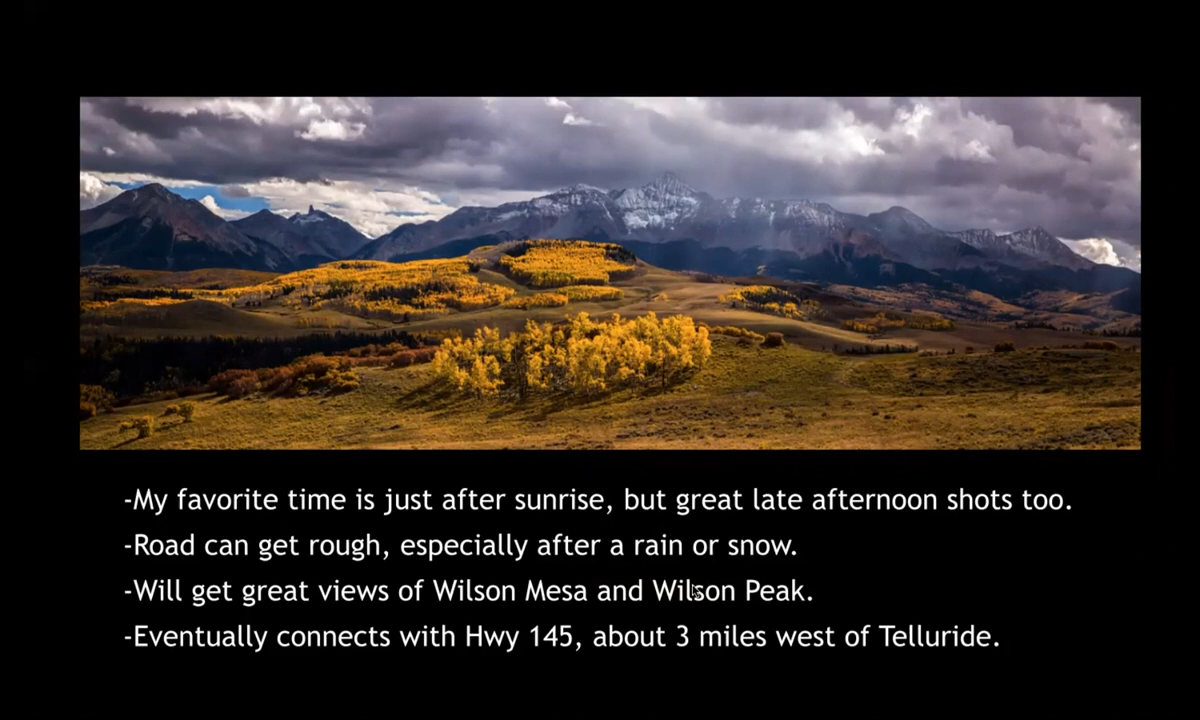 -My favorite time is just after sunrise, but great late afternoon shots too.
-Road can get rough, especially after a rain or snow.
-Will get great views of Wilson Mesa and Wilson Peak.
-Eventually connects with Hwy 145, about 3 miles west of Telluride.